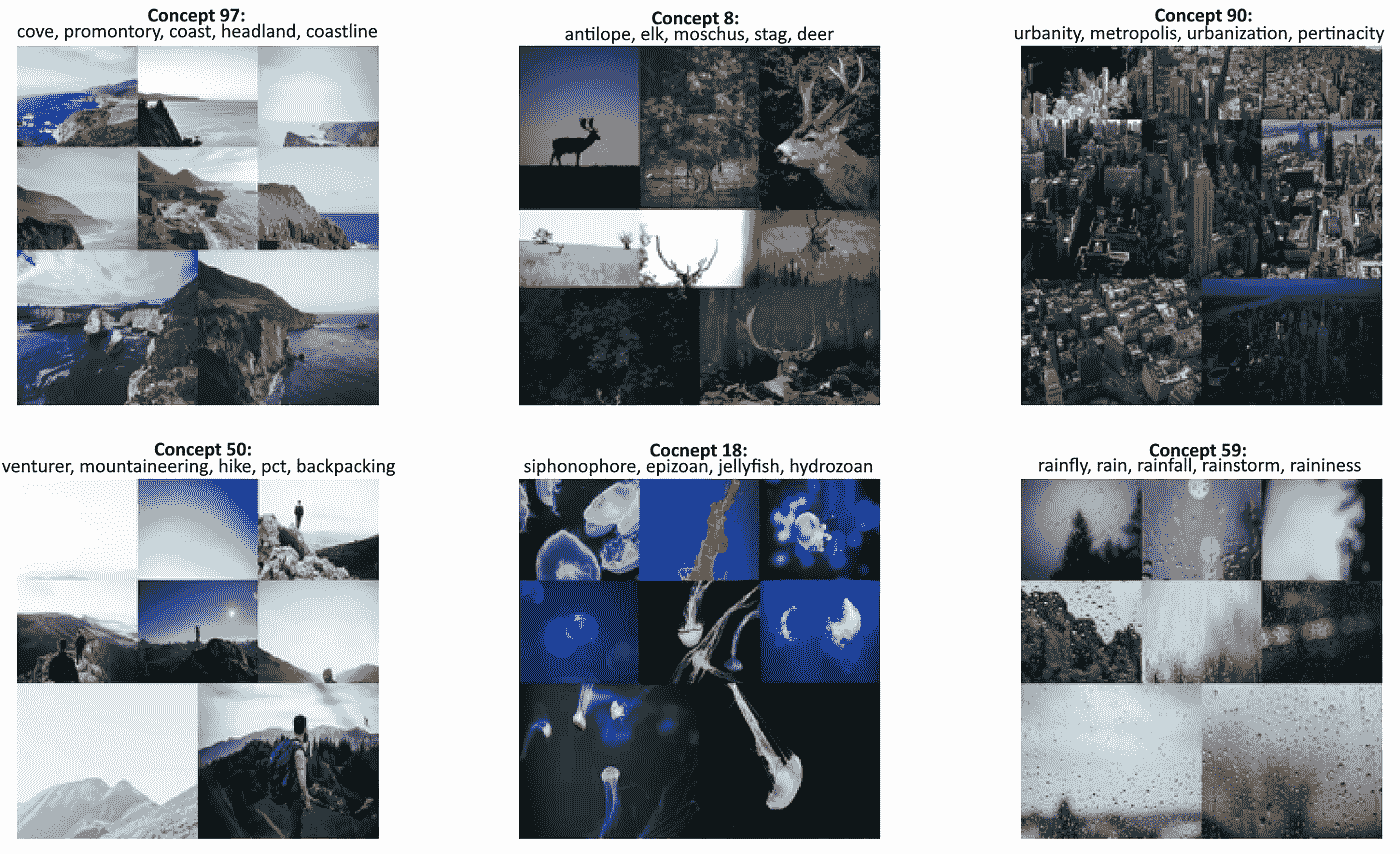 Concept 97:
cove, promontory, coast, headland, coastline
Concept 8:
antilope, elk, moschus, stag, deer
Concept 90:
urbanity, metropolis, urbanization, pertinacity
Concept 50:
venturer, mountaineering, hike, pct, backpacking
Cocnept 18:
siphonophore, epizoan, jellyfish, hydrozoan
Concept 59:
rainfly, rain, rainfall, rainstorm, raininess